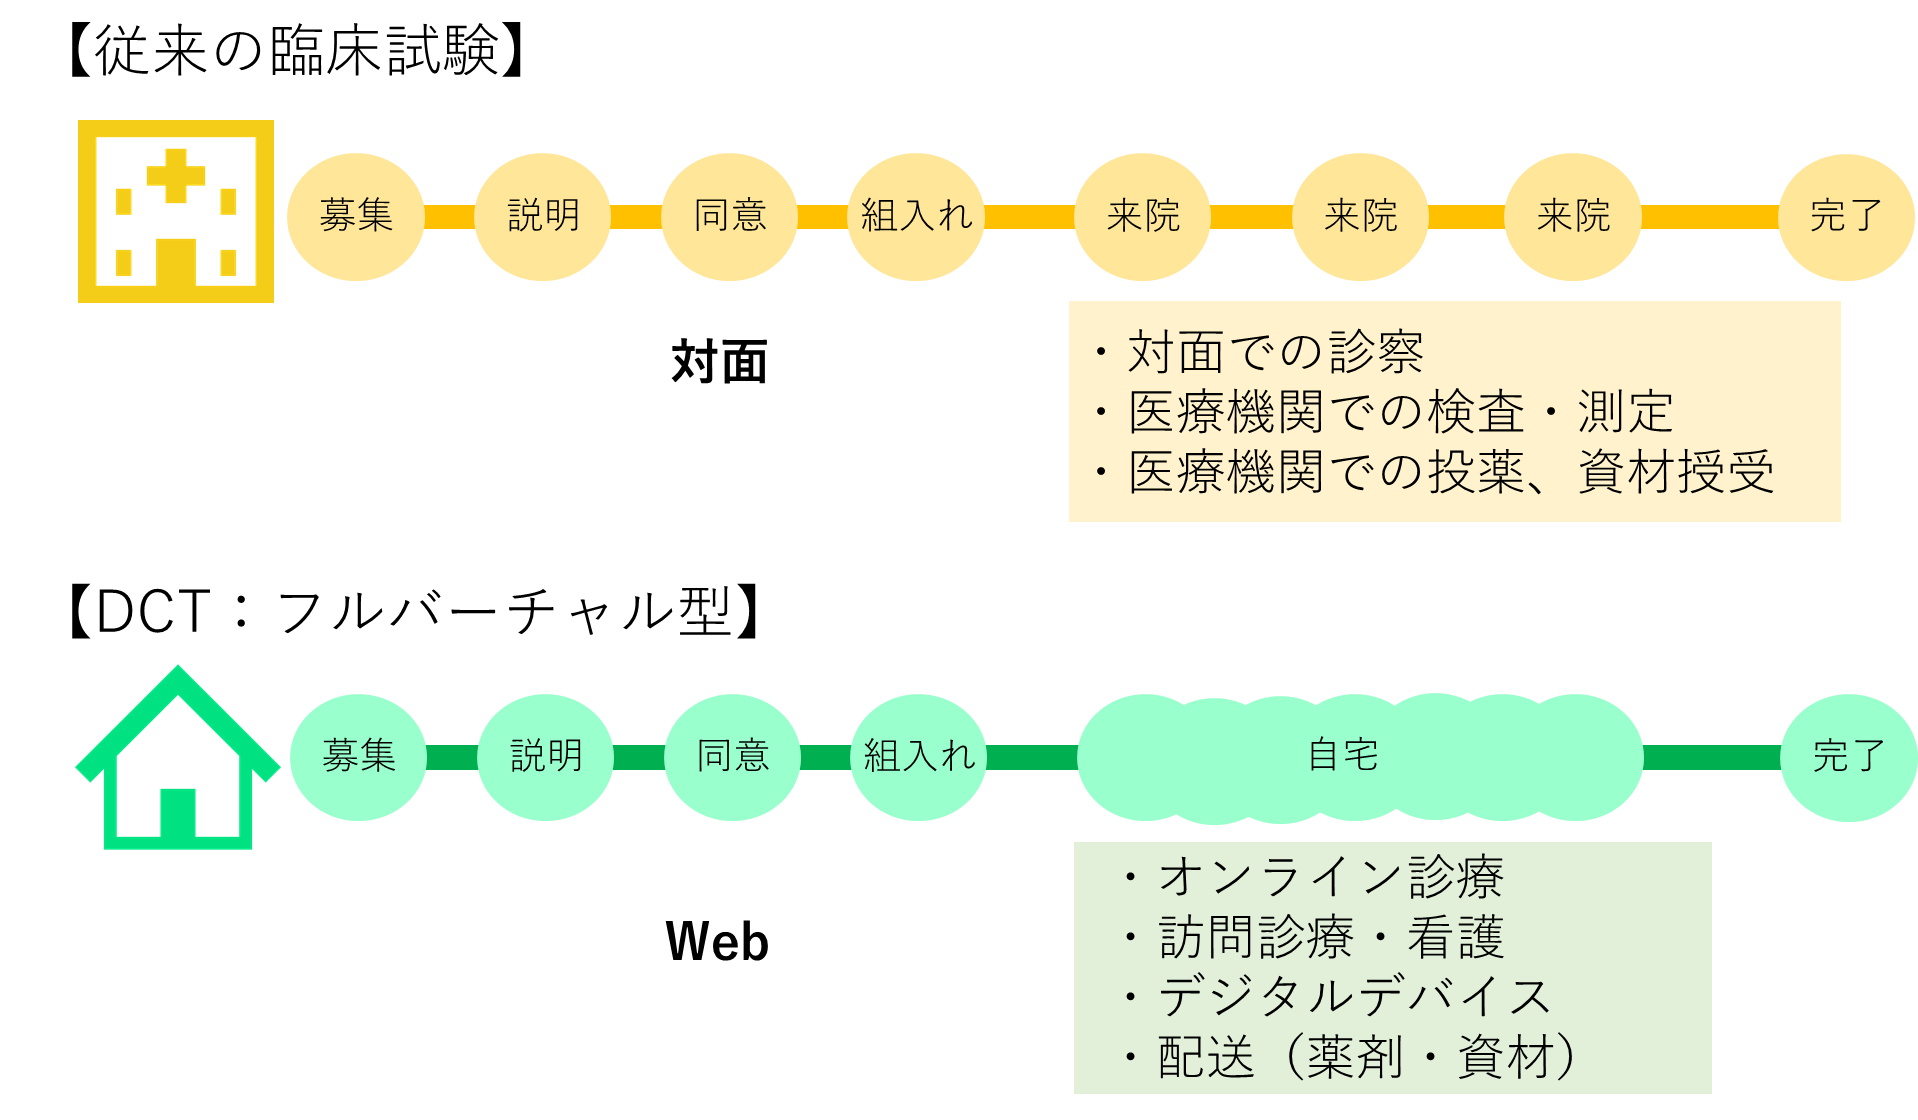 【従来の臨床試験】
募集 説明 同意 組入れ 来院 来院 来院 完了
対面
・対面での診察
・医療機関での検査・測定
・医療機関での投薬、資材授受
【DCT：フルバーチャル型】
募集 説明 同意 組入れ 自宅 完了
Web
・オンライン診療
・訪問診療・看護
・デジタルデバイス
・配送（薬剤・資材）